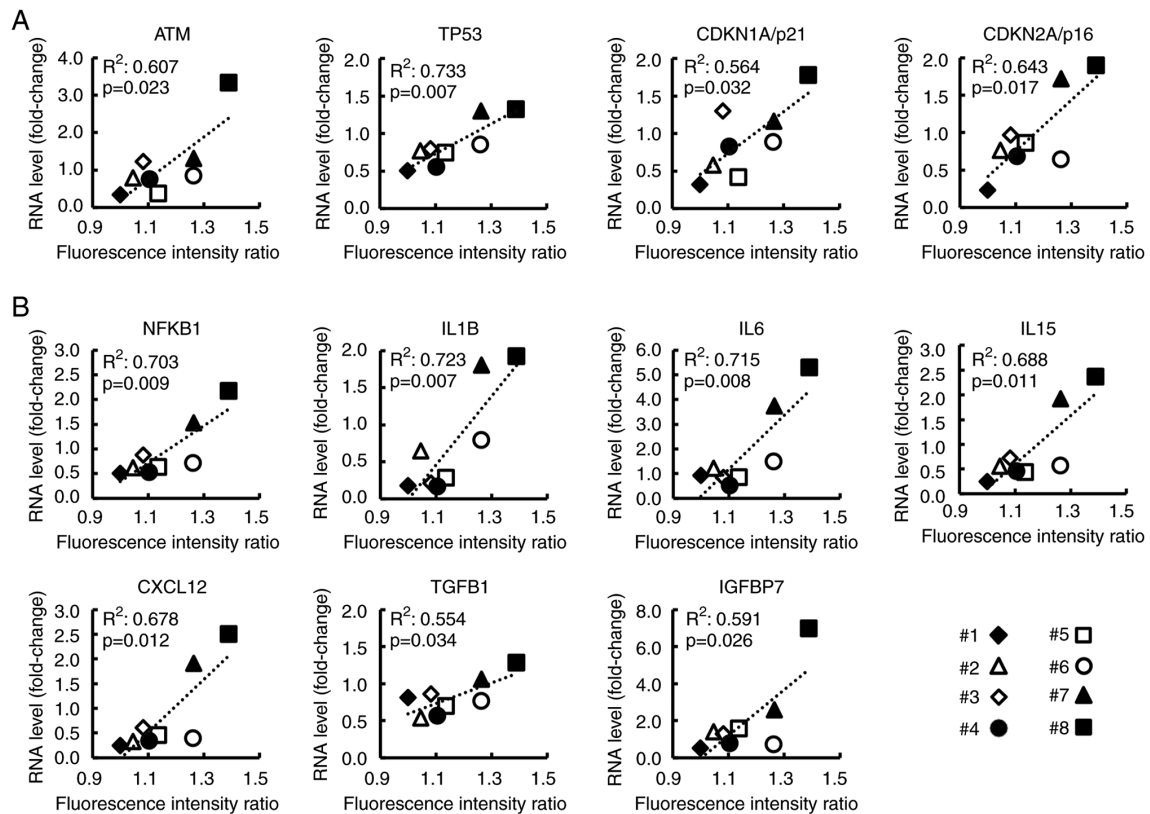 A
ATM
TP53
CDKN1A/p21
CDKN2A/p16
RNA level (fold-change)
4.0
3.0
2.0
1.0
0.0
R2: 0.607
p=0.023
0.9 1.1 1.3 1.5
Fluorescence intensity ratio
RNA level (fold-change)
2.0
1.5
1.0
0.5
0.0
R2: 0.733
p=0.007
0.9 1.1 1.3 1.5
Fluorescence intensity ratio
RNA level (fold-change)
2.0
1.5
1.0
0.5
0.0
R2: 0.564
p=0.032
0.9 1.1 1.3 1.5
Fluorescence intensity ratio
RNA level (fold-change)
2.0
1.5
1.0
0.5
0.0
R2: 0.643
p=0.017
0.9 1.1 1.3 1.5
Fluorescence intensity ratio
B
NFKB1
IL1B
IL6
IL15
RNA level (fold-change)
3.0
2.5
2.0
1.5
1.0
0.5
0.0
R2: 0.703
p=0.009
0.9 1.1 1.3 1.5
Fluorescence intensity ratio
RNA level (fold-change)
2.0
1.5
1.0
0.5
0.0
R2: 0.723
p=0.007
0.9 1.1 1.3 1.5
Fluorescence intensity ratio
RNA level (fold-change)
6.0
5.0
4.0
3.0
2.0
1.0
0.0
R2: 0.715
p=0.008
0.9 1.1 1.3 1.5
Fluorescence intensity ratio
RNA level (fold-change)
3.0
2.5
2.0
1.5
1.0
0.5
0.0
R2: 0.688
p=0.011
0.9 1.1 1.3 1.5
Fluorescence intensity ratio
CXCL12
TGFB1
IGFBP7
RNA level (fold-change)
3.0
2.5
2.0
1.5
1.0
0.5
0.0
R2: 0.678
p=0.012
0.9 1.1 1.3 1.5
Fluorescence intensity ratio
RNA level (fold-change)
2.0
1.5
1.0
0.5
0.0
R2: 0.554
p=0.034
0.9 1.1 1.3 1.5
Fluorescence intensity ratio
RNA level (fold-change)
8.0
6.0
4.0
2.0
0.0
R2: 0.591
p=0.026
0.9 1.1 1.3 1.5
Fluorescence intensity ratio
#1 #5
#2 #6
#3 #7
#4 #8